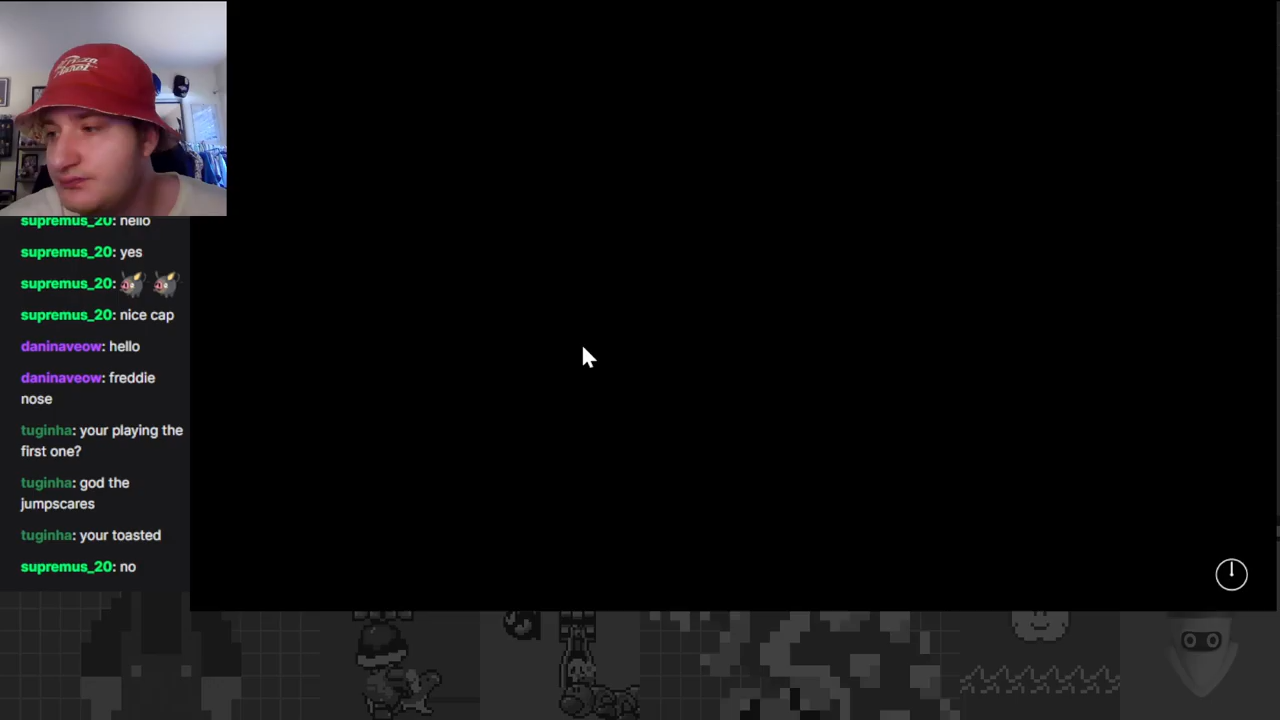 Planet
supremus_20: hello
supremus_20: yes
supremus_20:
supremus_20: nice cap
daninaveow: hello
daninaveow: freddie
nose
tuginha: your playing the
first one?
tuginha: god the
jumpscares
tuginha: your toasted
supremus_20: no